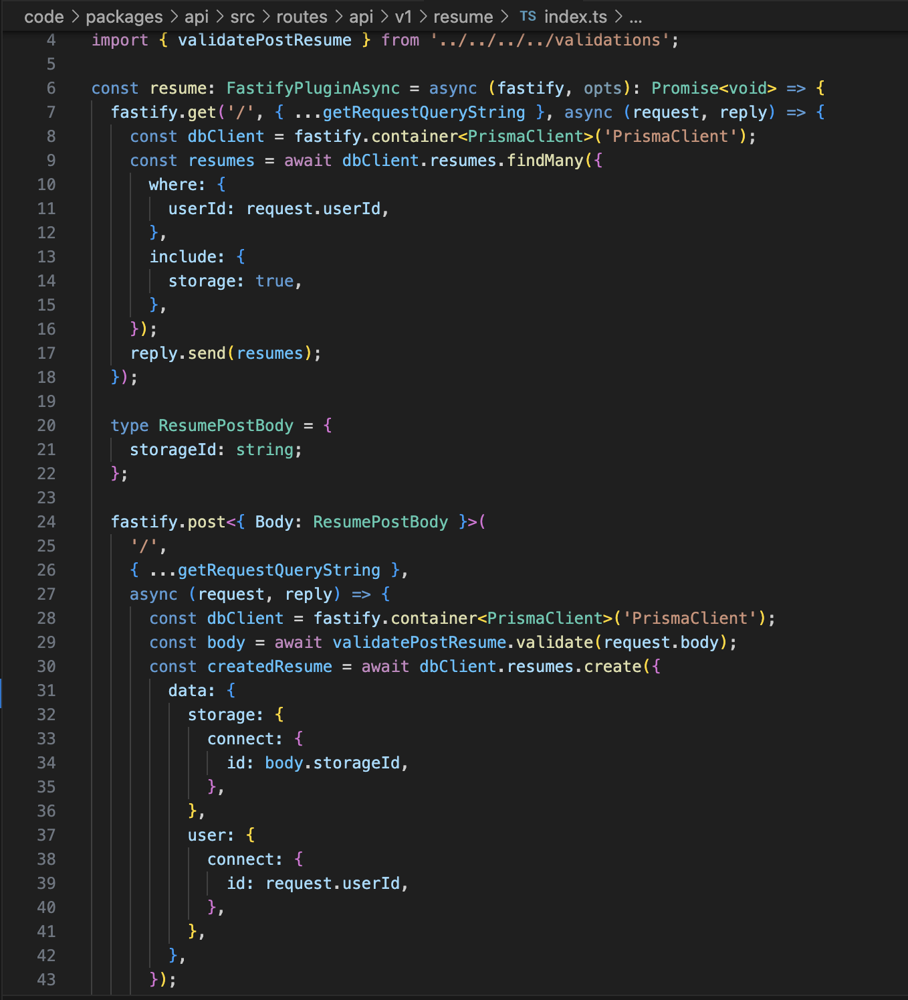 code > packages > api > src > routes > api > v1 > resume > TS index.ts > ...
4 import { validatePostResume } from '../../../../validations';
5
6 const resume: FastifyPluginAsync = async (fastify, opts): Promise<void> => {
7   fastify.get('/', { ...getRequestQueryString }, async (request, reply) => {
8     const dbClient = fastify.container<PrismaClient>('PrismaClient');
9     const resumes = await dbClient.resumes.findMany({
10       where: {
11         userId: request.userId,
12       },
13       include: {
14         storage: true,
15       },
16     });
17     reply.send(resumes);
18   });
19
20   type ResumePostBody = {
21     storageId: string;
22   };
23
24   fastify.post<{ Body: ResumePostBody }>(
25     '/',
26     { ...getRequestQueryString },
27     async (request, reply) => {
28       const dbClient = fastify.container<PrismaClient>('PrismaClient');
29       const body = await validatePostResume.validate(request.body);
30       const createdResume = await dbClient.resumes.create({
31         data: {
32           storage: {
33             connect: {
34               id: body.storageId,
35             },
36           },
37           user: {
38             connect: {
39               id: request.userId,
40             },
41           },
42         },
43       });